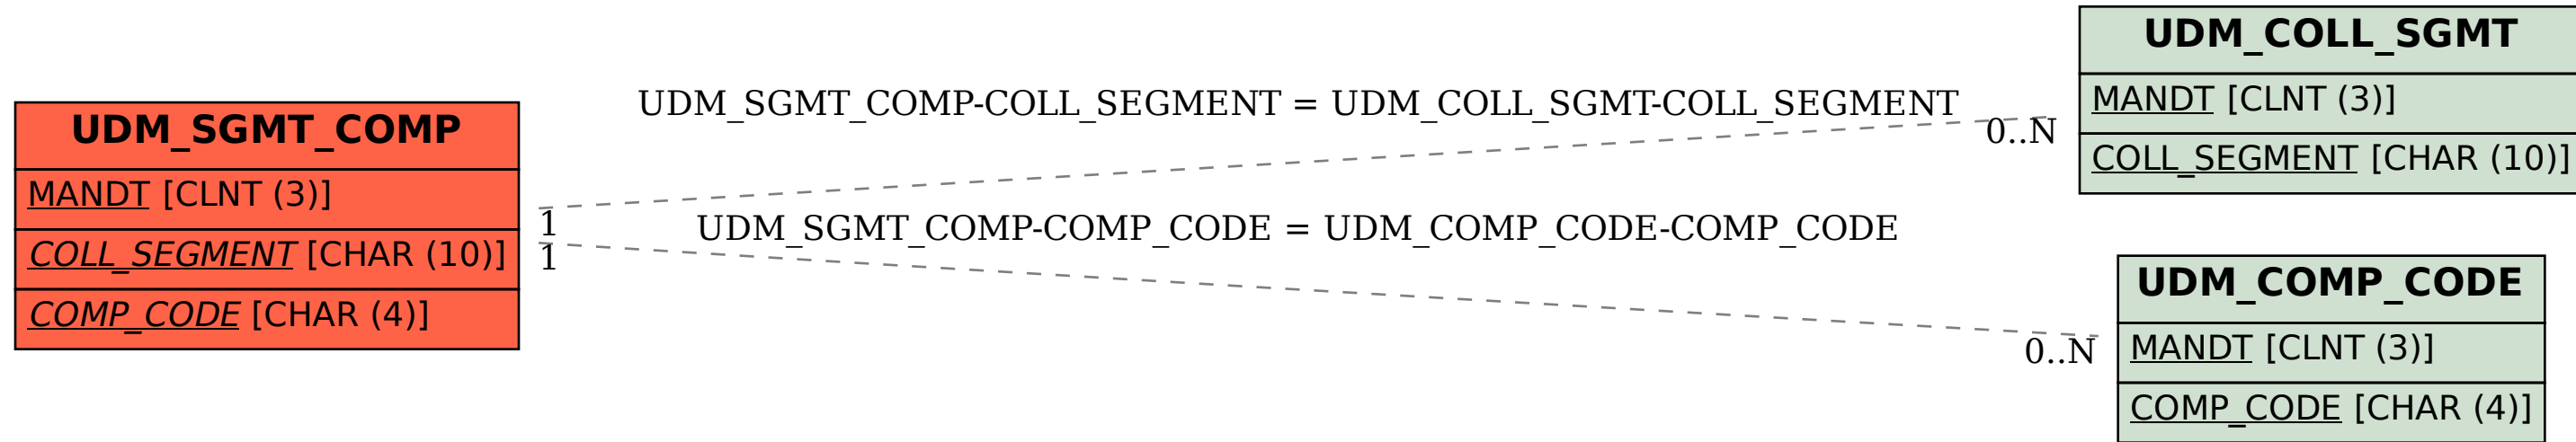 UDM_SGMT_COMP
MANDT [CLNT (3)]
COLL_SEGMENT [CHAR (10)]
COMP_CODE [CHAR (4)]
UDM_SGMT_COMP-COLL_SEGMENT = UDM_COLL_SGMT-COLL_SEGMENT
0..N
1
UDM_SGMT_COMP-COMP_CODE = UDM_COMP_CODE-COMP_CODE
1
0..N
UDM_COLL_SGMT
MANDT [CLNT (3)]
COLL_SEGMENT [CHAR (10)]
UDM_COMP_CODE
MANDT [CLNT (3)]
COMP_CODE [CHAR (4)]